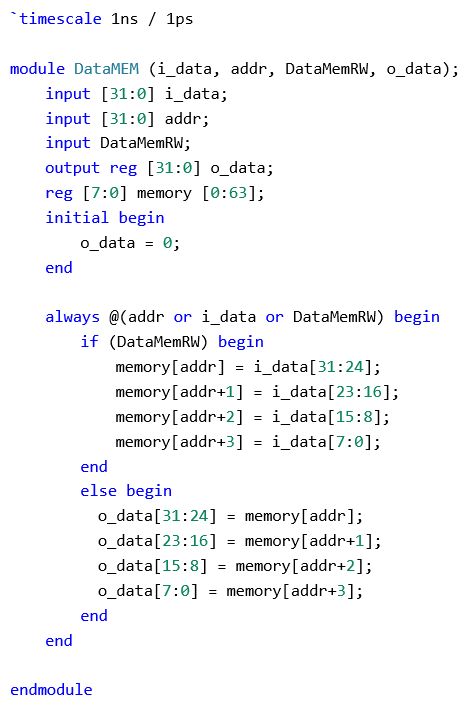 `timescale 1ns / 1ps
module DataMEM (i_data, addr, DataMemRW, o_data);
input [31:0] i_data;
input [31:0] addr;
input DataMemRW;
output reg [31:0] o_data;
reg [7:0] memory [0:63];
initial begin
o_data = 0;
end
always @(addr or i_data or DataMemRW) begin
if (DataMemRW) begin
memory[addr] = i_data[31:24];
memory[addr+1] = i_data[23:16];
memory[addr+2] = i_data[15:8];
memory[addr+3] = i_data[7:0];
end
else begin
o_data[31:24] = memory[addr];
o_data[23:16] = memory[addr+1];
o_data[15:8] = memory[addr+2];
o_data[7:0] = memory[addr+3];
end
end
endmodule